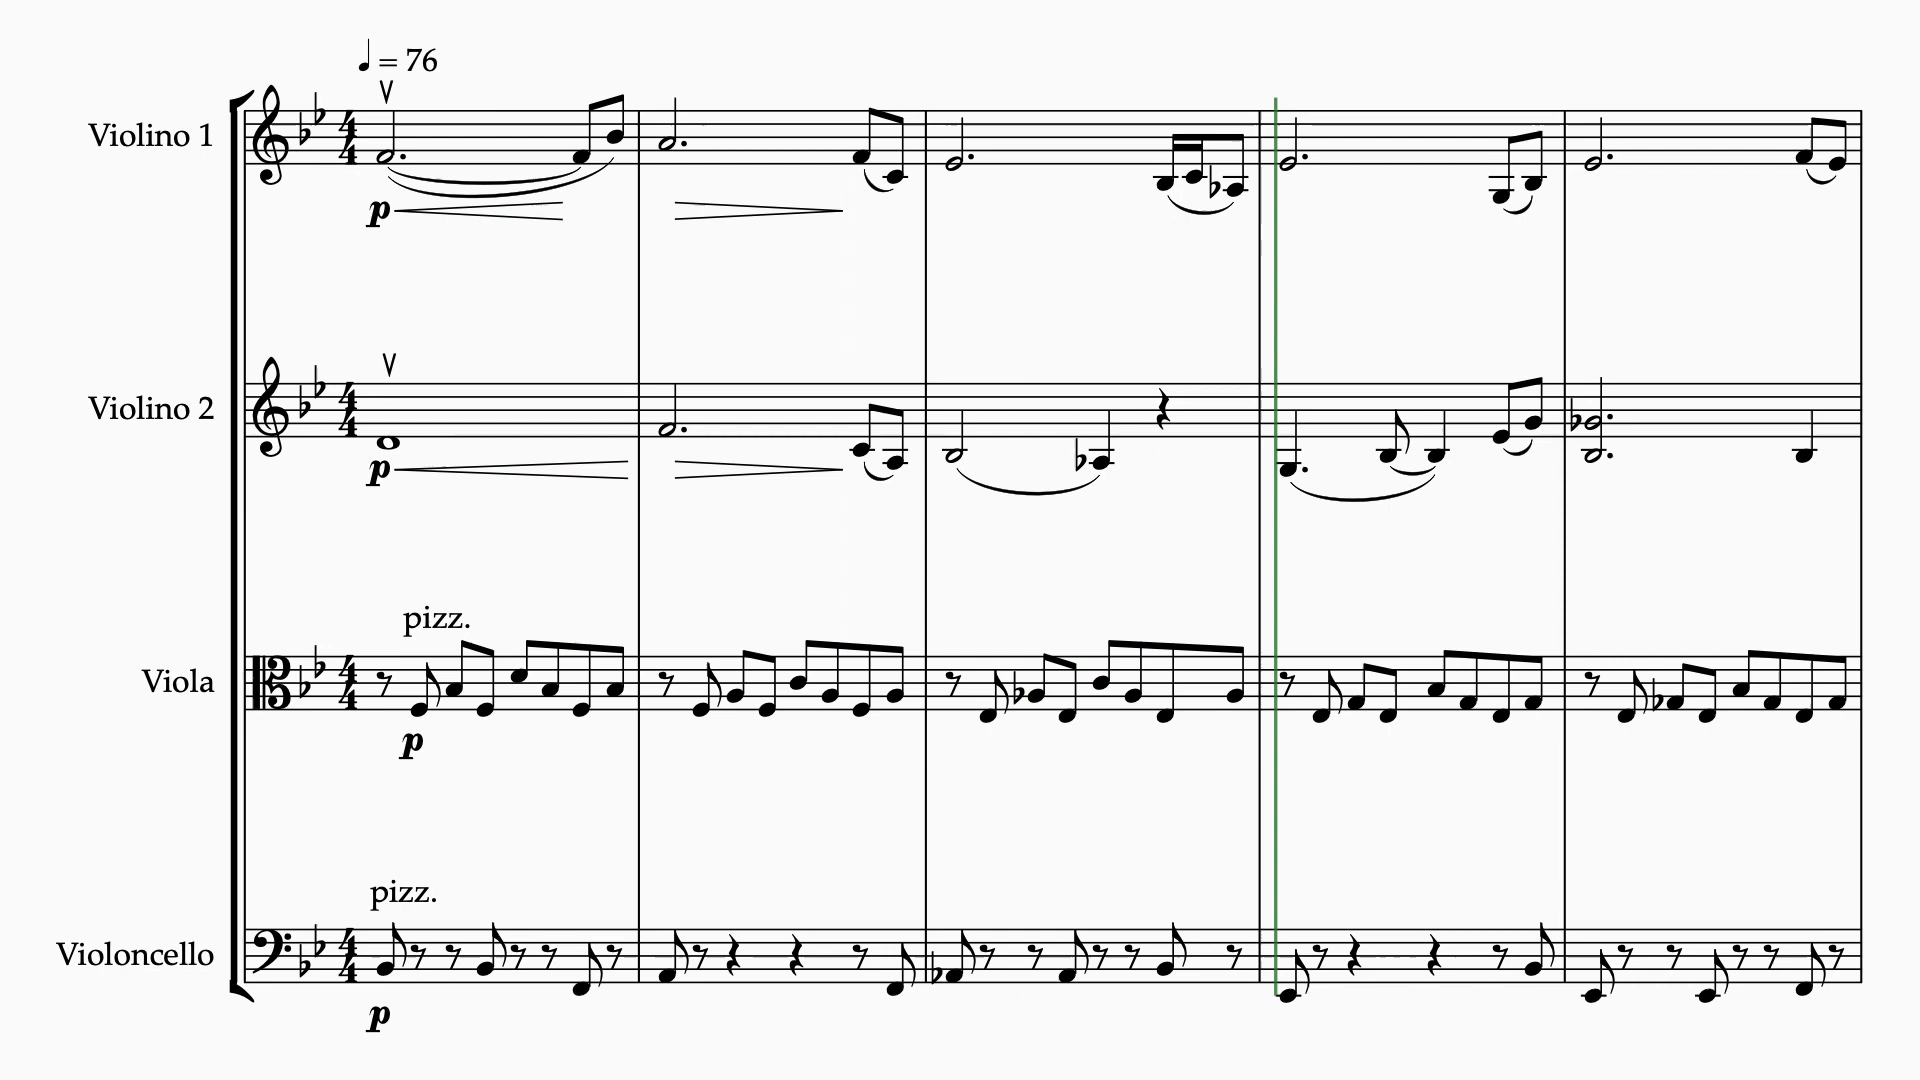 ♩ = 76
Violino 1
p
Violino 2
p
pizz.
Viola
p
pizz.
Violoncello
p